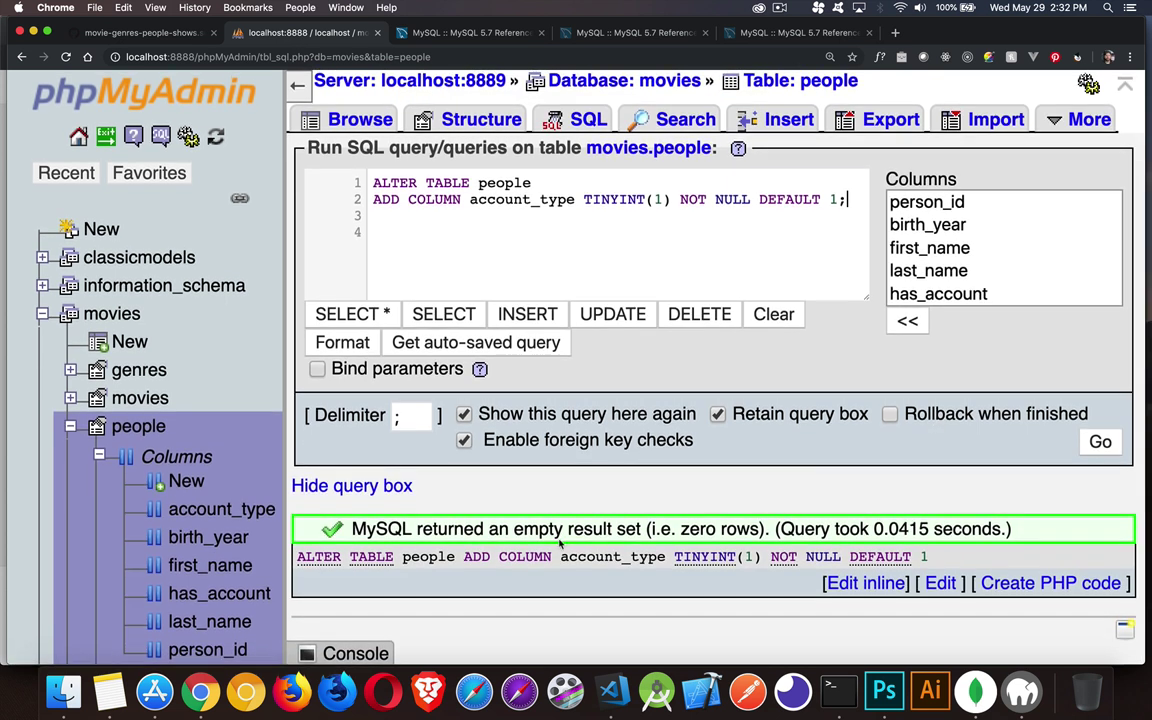 Chrome File Edit View History Bookmarks People Window Help 100% Wed May 29 2:32 PM
movie-genres-people-shows.s localhost:8888 / localhost / mo MySQL :: MySQL 5.7 Reference MySQL :: MySQL 5.7 Reference MySQL :: MySQL 5.7 Reference
localhost:8888/phpMyAdmin/tbl_sql.php?db=movies&table=people
phpMyAdmin
Recent Favorites
New
classicmodels
information_schema
movies
New
genres
movies
people
Columns
New
account_type
birth_year
first_name
has_account
last_name
person_id
Server: localhost:8889 » Database: movies » Table: people
Browse Structure SQL Search Insert Export Import More
Run SQL query/queries on table movies.people:
1 ALTER TABLE people
2 ADD COLUMN account_type TINYINT(1) NOT NULL DEFAULT 1;
3
4
Columns
person_id
birth_year
first_name
last_name
has_account
<<
SELECT * SELECT INSERT UPDATE DELETE Clear
Format Get auto-saved query
Bind parameters
[ Delimiter ; ] Show this query here again Retain query box Rollback when finished
Enable foreign key checks
Go
Hide query box
MySQL returned an empty result set (i.e. zero rows). (Query took 0.0415 seconds.)
ALTER TABLE people ADD COLUMN account_type TINYINT(1) NOT NULL DEFAULT 1
[Edit inline] [ Edit ] [ Create PHP code ]
Console
Ps Ai